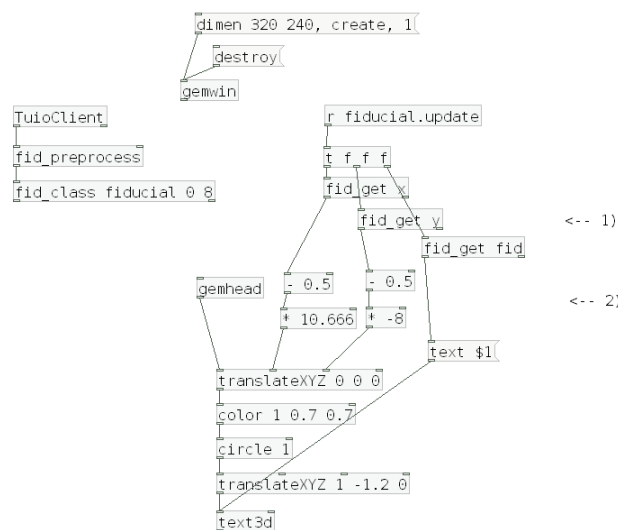 dimen 320 240, create, 1
destroy
gemwin
TuioClient
r fiducial.update
fid_preprocess
t f f f
fid_class fiducial 0 8
fid_get x
fid_get y
<-- 1)
fid_get fid
gemhead
- 0.5
- 0.5
<-- 2)
* 10.666
* -8
text $1
translateXYZ 0 0 0
color 1 0.7 0.7
circle 1
translateXYZ 1 -1.2 0
text3d